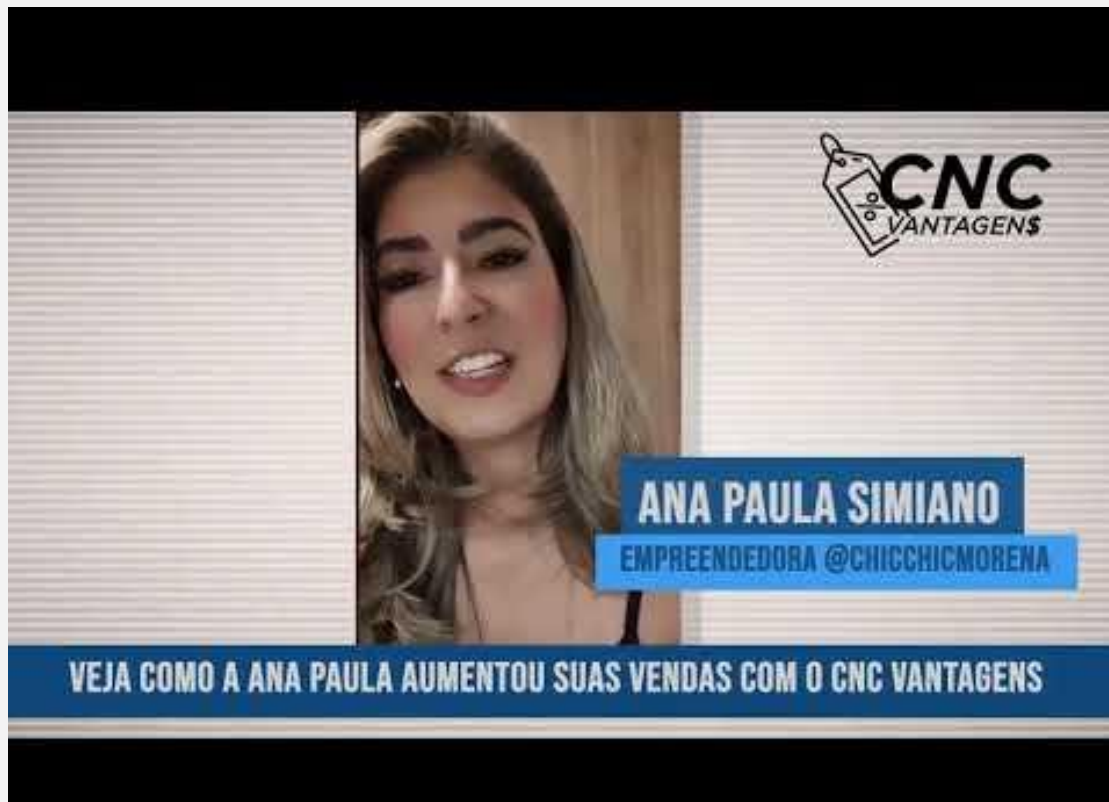 CNC
VANTAGEN$
ANA PAULA SIMIANO
EMPREENDEDORA @CHICCHICMORENA
VEJA COMO A ANA PAULA AUMENTOU SUAS VENDAS COM O CNC VANTAGENS